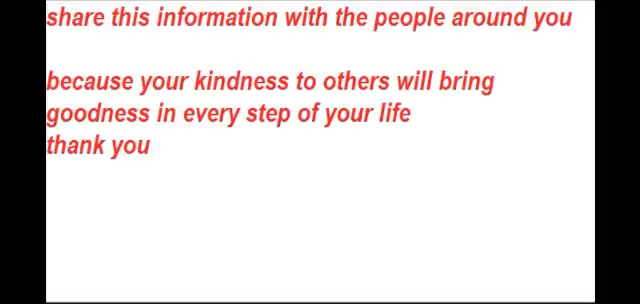 share this information with the people around you
because your kindness to others will bring
goodness in every step of your life
thank you